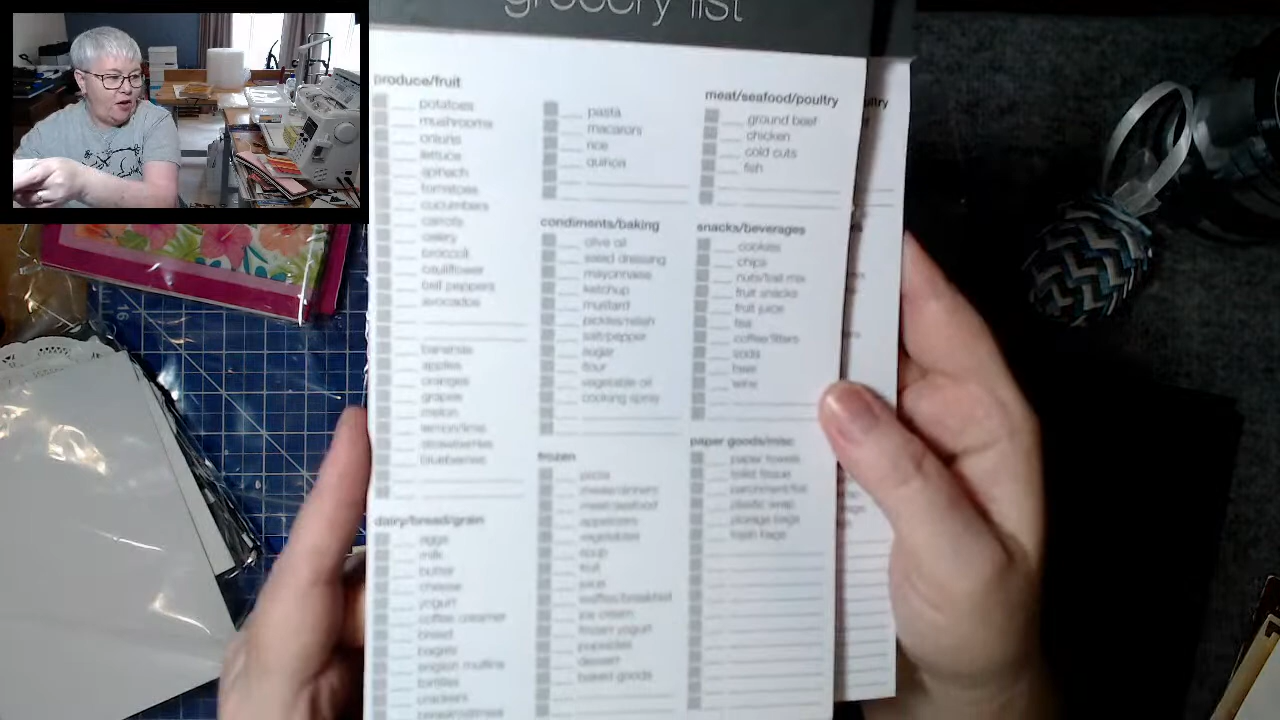 grocery list
produce/fruit
potatoes
mushrooms
onions
lettuce
spinach
tomatoes
cucumbers
carrots
celery
broccoli
cauliflower
bell peppers
avocados
bananas
apples
oranges
grapes
melon
lemon/lime
strawberries
blueberries
dairy/bread/grain
eggs
milk
butter
cheese
yogurt
coffee creamer
bread
bagels
english muffins
tortillas
crackers
pasta
macaroni
rice
quinoa
condiments/baking
olive oil
salad dressing
mayonnaise
ketchup
mustard
pickles/relish
salt/pepper
sugar
flour
vegetable oil
cooking spray
frozen
pizza
meals/dinners
meat/seafood
appetizers
vegetables
soup
fruit
juice
waffles/breakfast
ice cream
frozen yogurt
popsicles
dessert
baked goods
meat/seafood/poultry
ground beef
chicken
cold cuts
fish
snacks/beverages
cookies
chips
nuts/trail mix
fruit snacks
fruit juice
tea
coffee/filters
soda
beer
wine
paper goods/misc
paper towels
toilet tissue
parchment/foil
plastic wrap
storage bags
trash bags
16